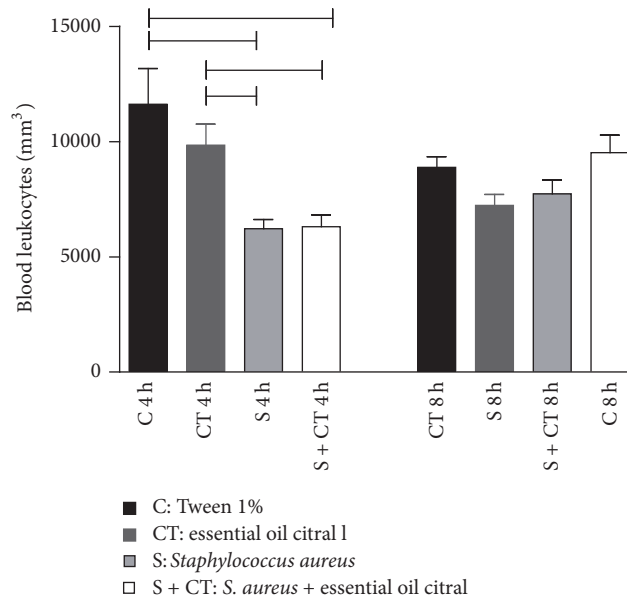 Blood leukocytes (mm³)
15000
10000
5000
0
C 4 h
CT 4 h
S 4 h
S + CT 4 h
CT 8 h
S 8 h
S + CT 8 h
C 8 h
C: Tween 1%
CT: essential oil citral l
S: Staphylococcus aureus
S + CT: S. aureus + essential oil citral